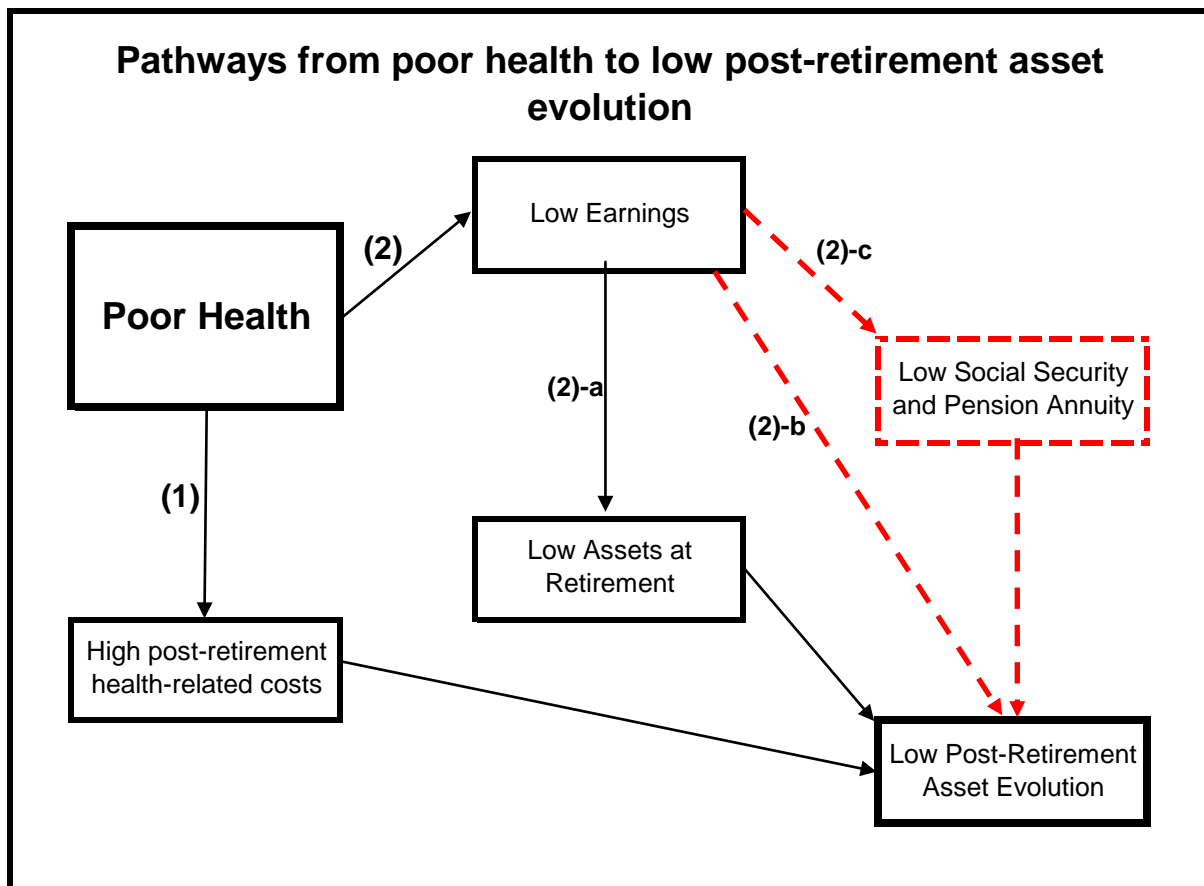 Pathways from poor health to low post-retirement asset
evolution
Low Earnings
(2)
(2)-c
Poor Health
Low Social Security
and Pension Annuity
(2)-a
(2)-b
(1)
Low Assets at
Retirement
High post-retirement
health-related costs
Low Post-Retirement
Asset Evolution